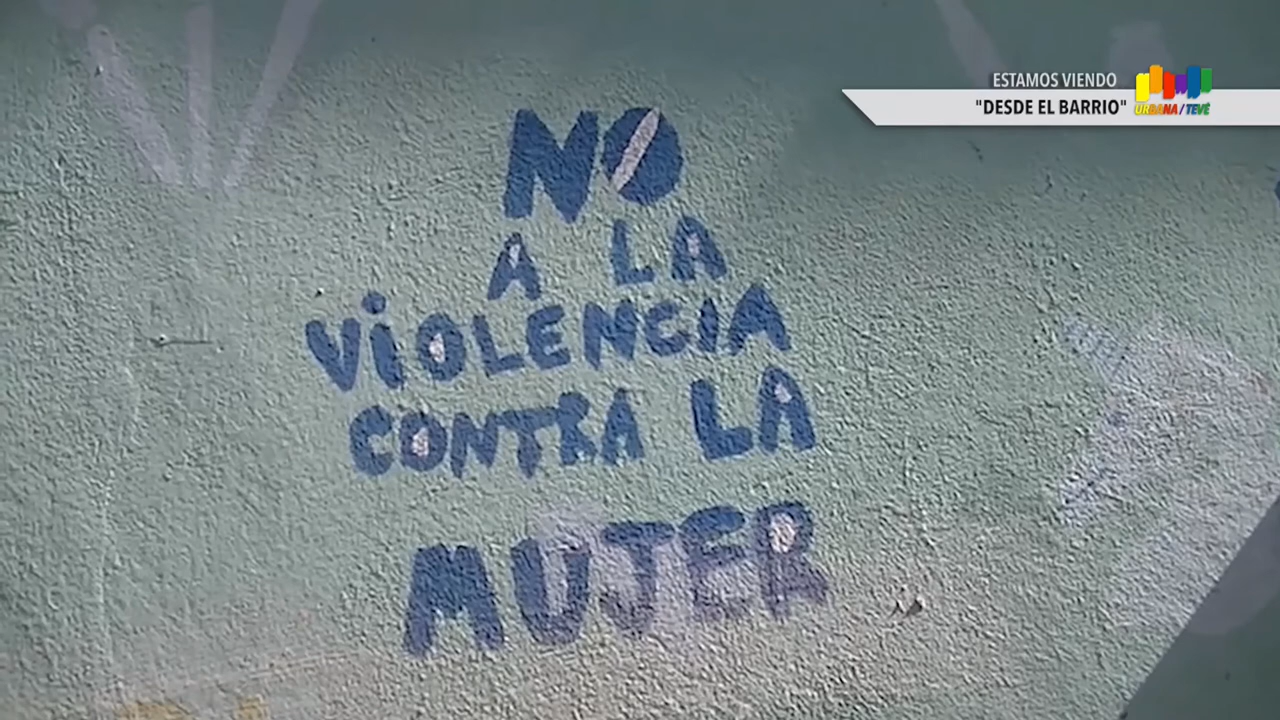 ESTAMOS VIENDO
"DESDE EL BARRIO"
URBANA/TEVÉ
NO
A LA
VIOLENCIA
CONTRA LA
MUJER